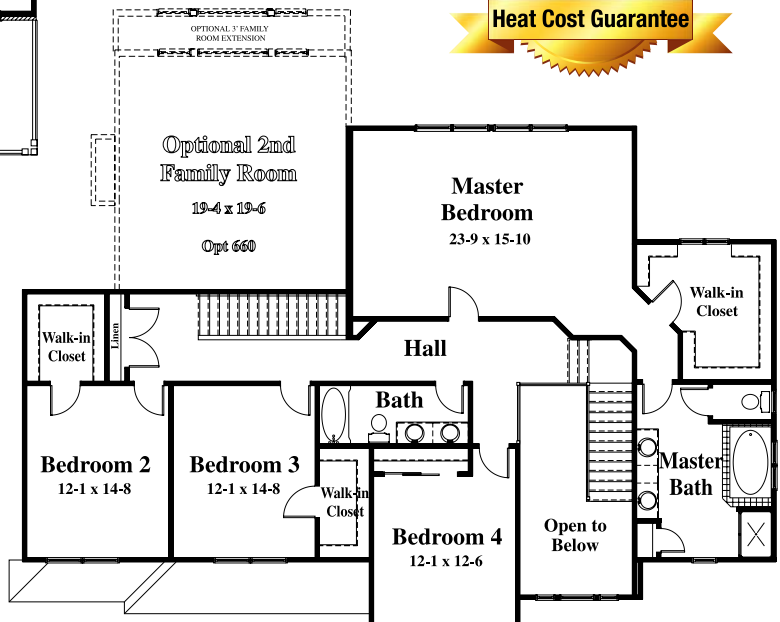 Heat Cost Guarantee
OPTIONAL 3' FAMILY
ROOM EXTENSION
Optional 2nd
Family Room
19-4 x 19-6
Opt 660
Master
Bedroom
23-9 x 15-10
Walk-in
Closet
Walk-in
Closet
Linen
Hall
Bath
Bedroom 2
12-1 x 14-8
Bedroom 3
12-1 x 14-8
Walk-in
Closet
Master
Bath
Bedroom 4
12-1 x 12-6
Open to
Below